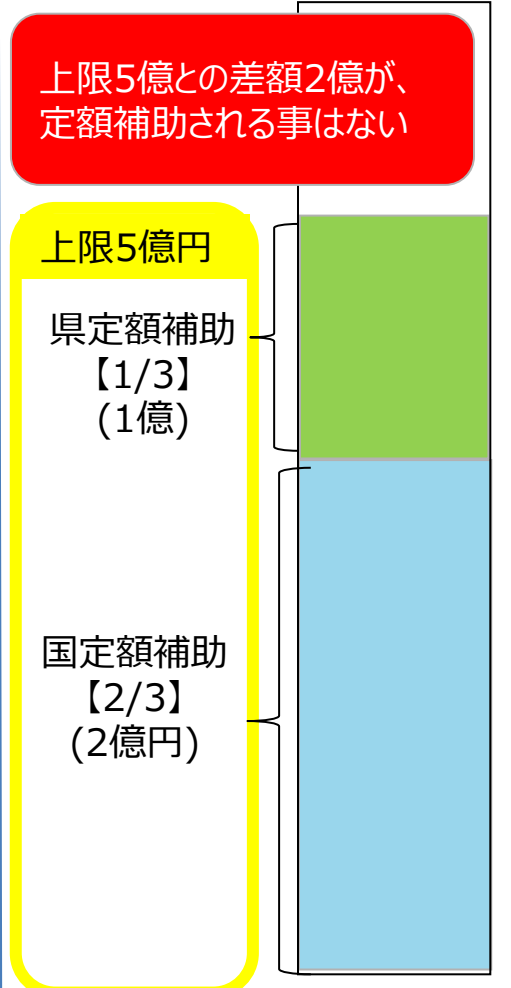 上限5億との差額2億が、
定額補助される事はない
上限5億円
県定額補助
【1/3】
(1億)
国定額補助
【2/3】
(2億円)